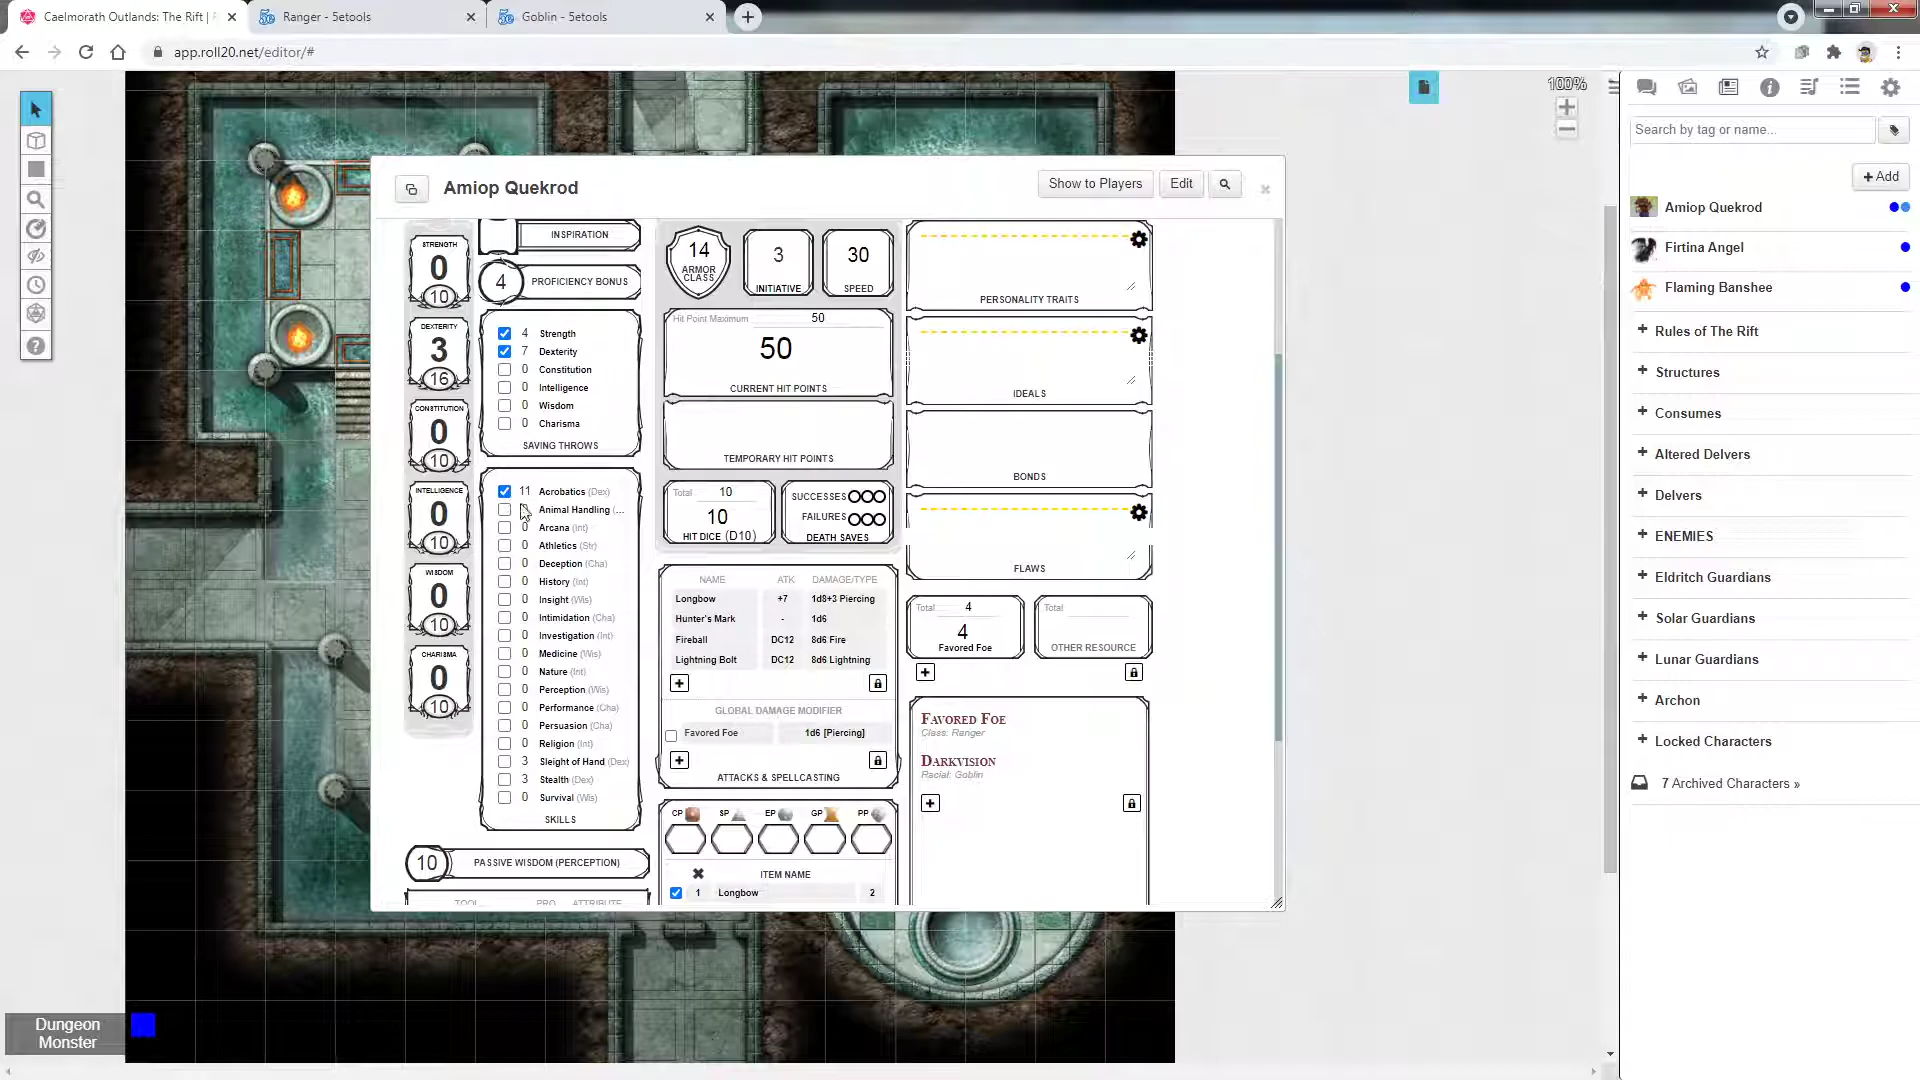 Caelmorath Outlands: The Rift |
Ranger - 5etools
Goblin - 5etools
app.roll20.net/editor/#
100%
Search by tag or name...
Add
Amiop Quekrod
Firtina Angel
Flaming Banshee
Rules of The Rift
Structures
Consumes
Altered Delvers
Delvers
ENEMIES
Eldritch Guardians
Solar Guardians
Lunar Guardians
Archon
Locked Characters
7 Archived Characters »
Amiop Quekrod
Show to Players
Edit
STRENGTH
0
10
DEXTERITY
3
16
CONSTITUTION
0
10
INTELLIGENCE
0
10
WISDOM
0
10
CHARISMA
0
10
INSPIRATION
4 PROFICIENCY BONUS
4 Strength
7 Dexterity
0 Constitution
0 Intelligence
0 Wisdom
0 Charisma
SAVING THROWS
11 Acrobatics (Dex)
Animal Handling (...
0 Arcana (Int)
0 Athletics (Str)
0 Deception (Cha)
0 History (Int)
0 Insight (Wis)
0 Intimidation (Cha)
0 Investigation (Int)
0 Medicine (Wis)
0 Nature (Int)
0 Perception (Wis)
0 Performance (Cha)
0 Persuasion (Cha)
0 Religion (Int)
3 Sleight of Hand (Dex)
3 Stealth (Dex)
0 Survival (Wis)
SKILLS
10 PASSIVE WISDOM (PERCEPTION)
TOOL PRO ATTRIBUTE
14
ARMOR
CLASS
3
INITIATIVE
30
SPEED
Hit Point Maximum 50
50
CURRENT HIT POINTS
TEMPORARY HIT POINTS
Total 10
10
HIT DICE (D10)
SUCCESSES
FAILURES
DEATH SAVES
NAME ATK DAMAGE/TYPE
Longbow +7 1d8+3 Piercing
Hunter's Mark - 1d6
Fireball DC12 8d6 Fire
Lightning Bolt DC12 8d6 Lightning
GLOBAL DAMAGE MODIFIER
Favored Foe 1d6 [Piercing]
ATTACKS & SPELLCASTING
CP SP EP GP PP
ITEM NAME
1 Longbow 2
PERSONALITY TRAITS
IDEALS
BONDS
FLAWS
Total 4
4
Favored Foe
Total
OTHER RESOURCE
FAVORED FOE
Class: Ranger
DARKVISION
Racial: Goblin
Dungeon
Monster